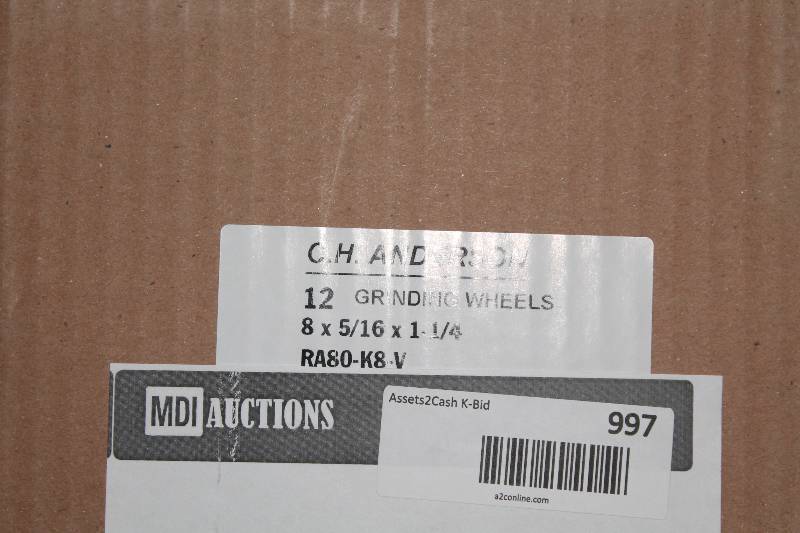 C.H. ANDERSON
12 GRINDING WHEELS
8 x 5/16 x 1-1/4
RA80-K8-V
MDI AUCTIONS
Assets2Cash K-Bid
997
a2conline.com